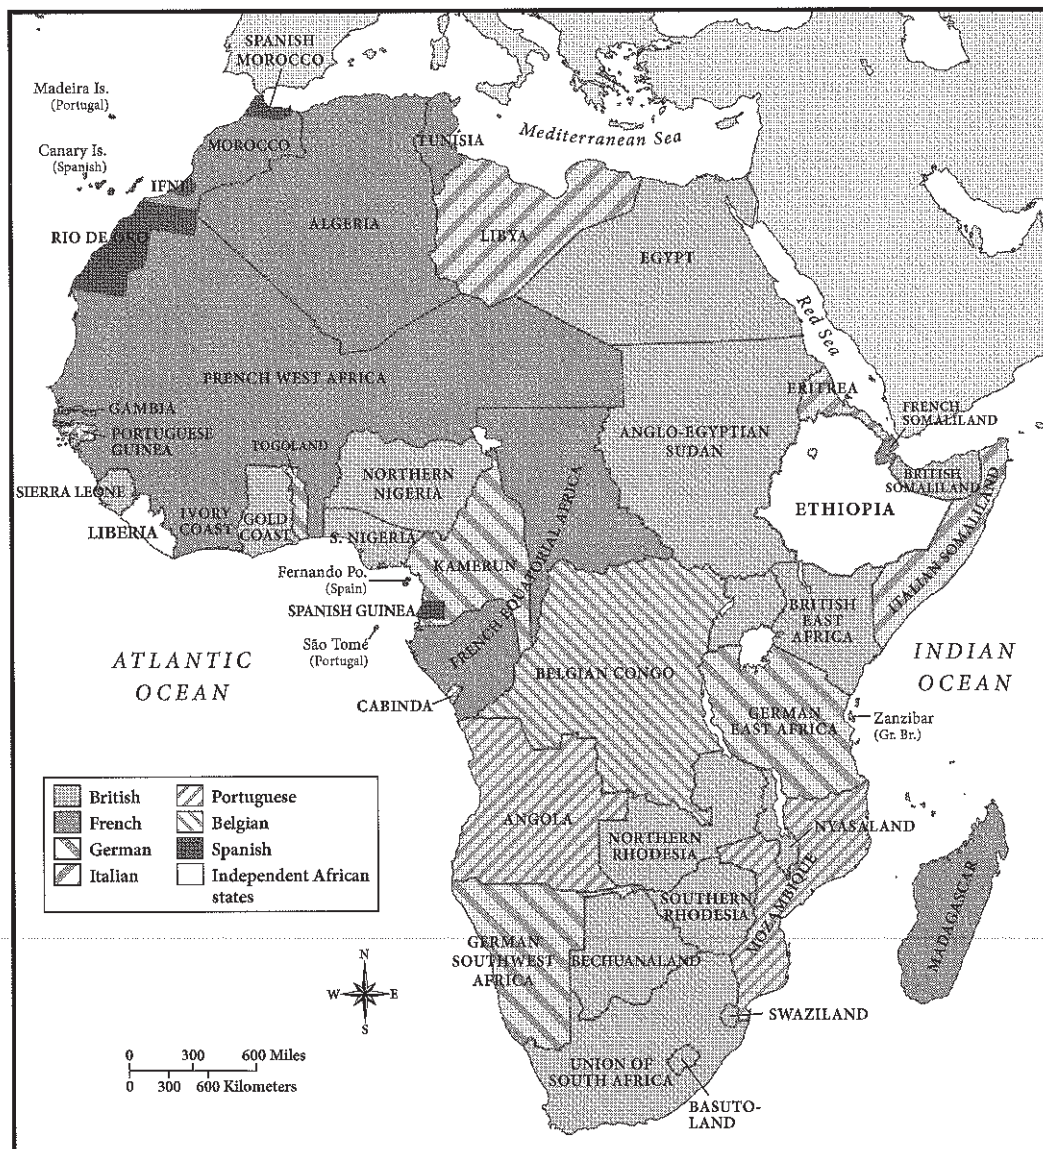 SPANISH
MOROCCO
Madeira Is.
(Portugal)
Mediterranean Sea
TUNISIA
MOROCCO
Canary Is.
(Spanish)
IFNI
ALGERIA
RIO DE ORO
LIBYA
EGYPT
Red Sea
FRENCH WEST AFRICA
ERITREA
FRENCH
SOMALILAND
GAMBIA
PORTUGUESE
GUINEA
TOGOLAND
ANGLO-EGYPTIAN
SUDAN
NORTHERN
NIGERIA
BRITISH
SOMALILAND
SIERRA LEONE
ETHIOPIA
IVORY
COAST
GOLD
COAST
LIBERIA
S. NIGERIA
FRENCH EQUATORIAL AFRICA
ITALIAN SOMALILAND
KAMERUN
Fernando Po.
(Spain)
SPANISH GUINEA
BRITISH
EAST
AFRICA
São Tomé
(Portugal)
ATLANTIC
OCEAN
INDIAN
OCEAN
BELGIAN CONGO
CABINDA
GERMAN
EAST AFRICA
Zanzibar
(Gr. Br.)
British
French
German
Italian
Portuguese
Belgian
Spanish
Independent African
states
ANGOLA
NYASALAND
NORTHERN
RHODESIA
MOZAMBIQUE
SOUTHERN
RHODESIA
MADAGASCAR
GERMAN
SOUTHWEST
AFRICA
BECHUANALAND
N
W
E
S
SWAZILAND
0 300 600 Miles
0 300 600 Kilometers
UNION OF
SOUTH AFRICA
BASUTO-
LAND